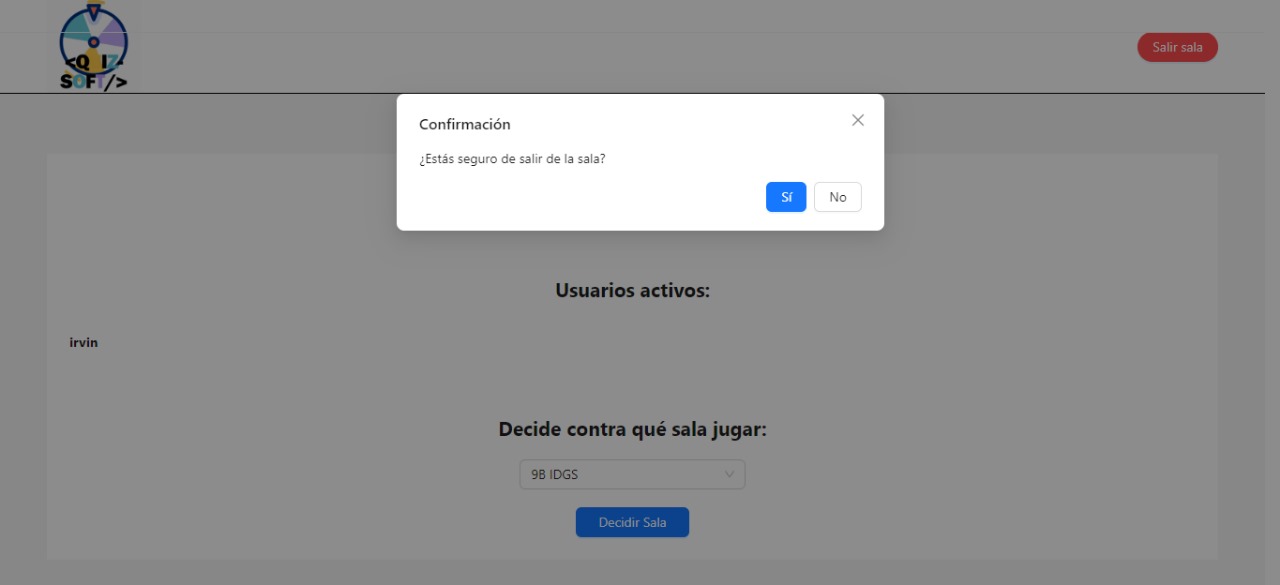 <QUIZ
SOFT/>
Salir sala
Confirmación
¿Estás seguro de salir de la sala?
Sí
No
Usuarios activos:
irvin
Decide contra qué sala jugar:
9B IDGS
Decidir Sala